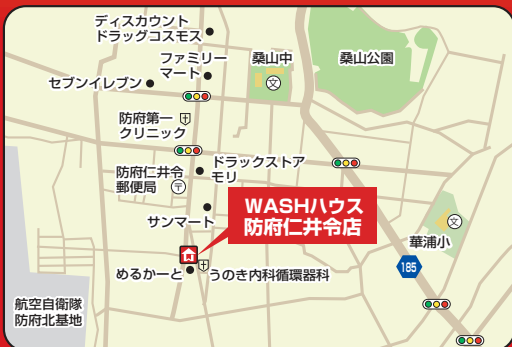 ディスカウント
ドラッグコスモス
ファミリー
マート
桑山中
桑山公園
セブンイレブン
文
防府第一
クリニック
防府仁井令
郵便局
ドラックストア
モリ
WASHハウス
防府仁井令店
サンマート
文
華浦小
めるかーと
うのき内科循環器科
185
航空自衛隊
防府北基地